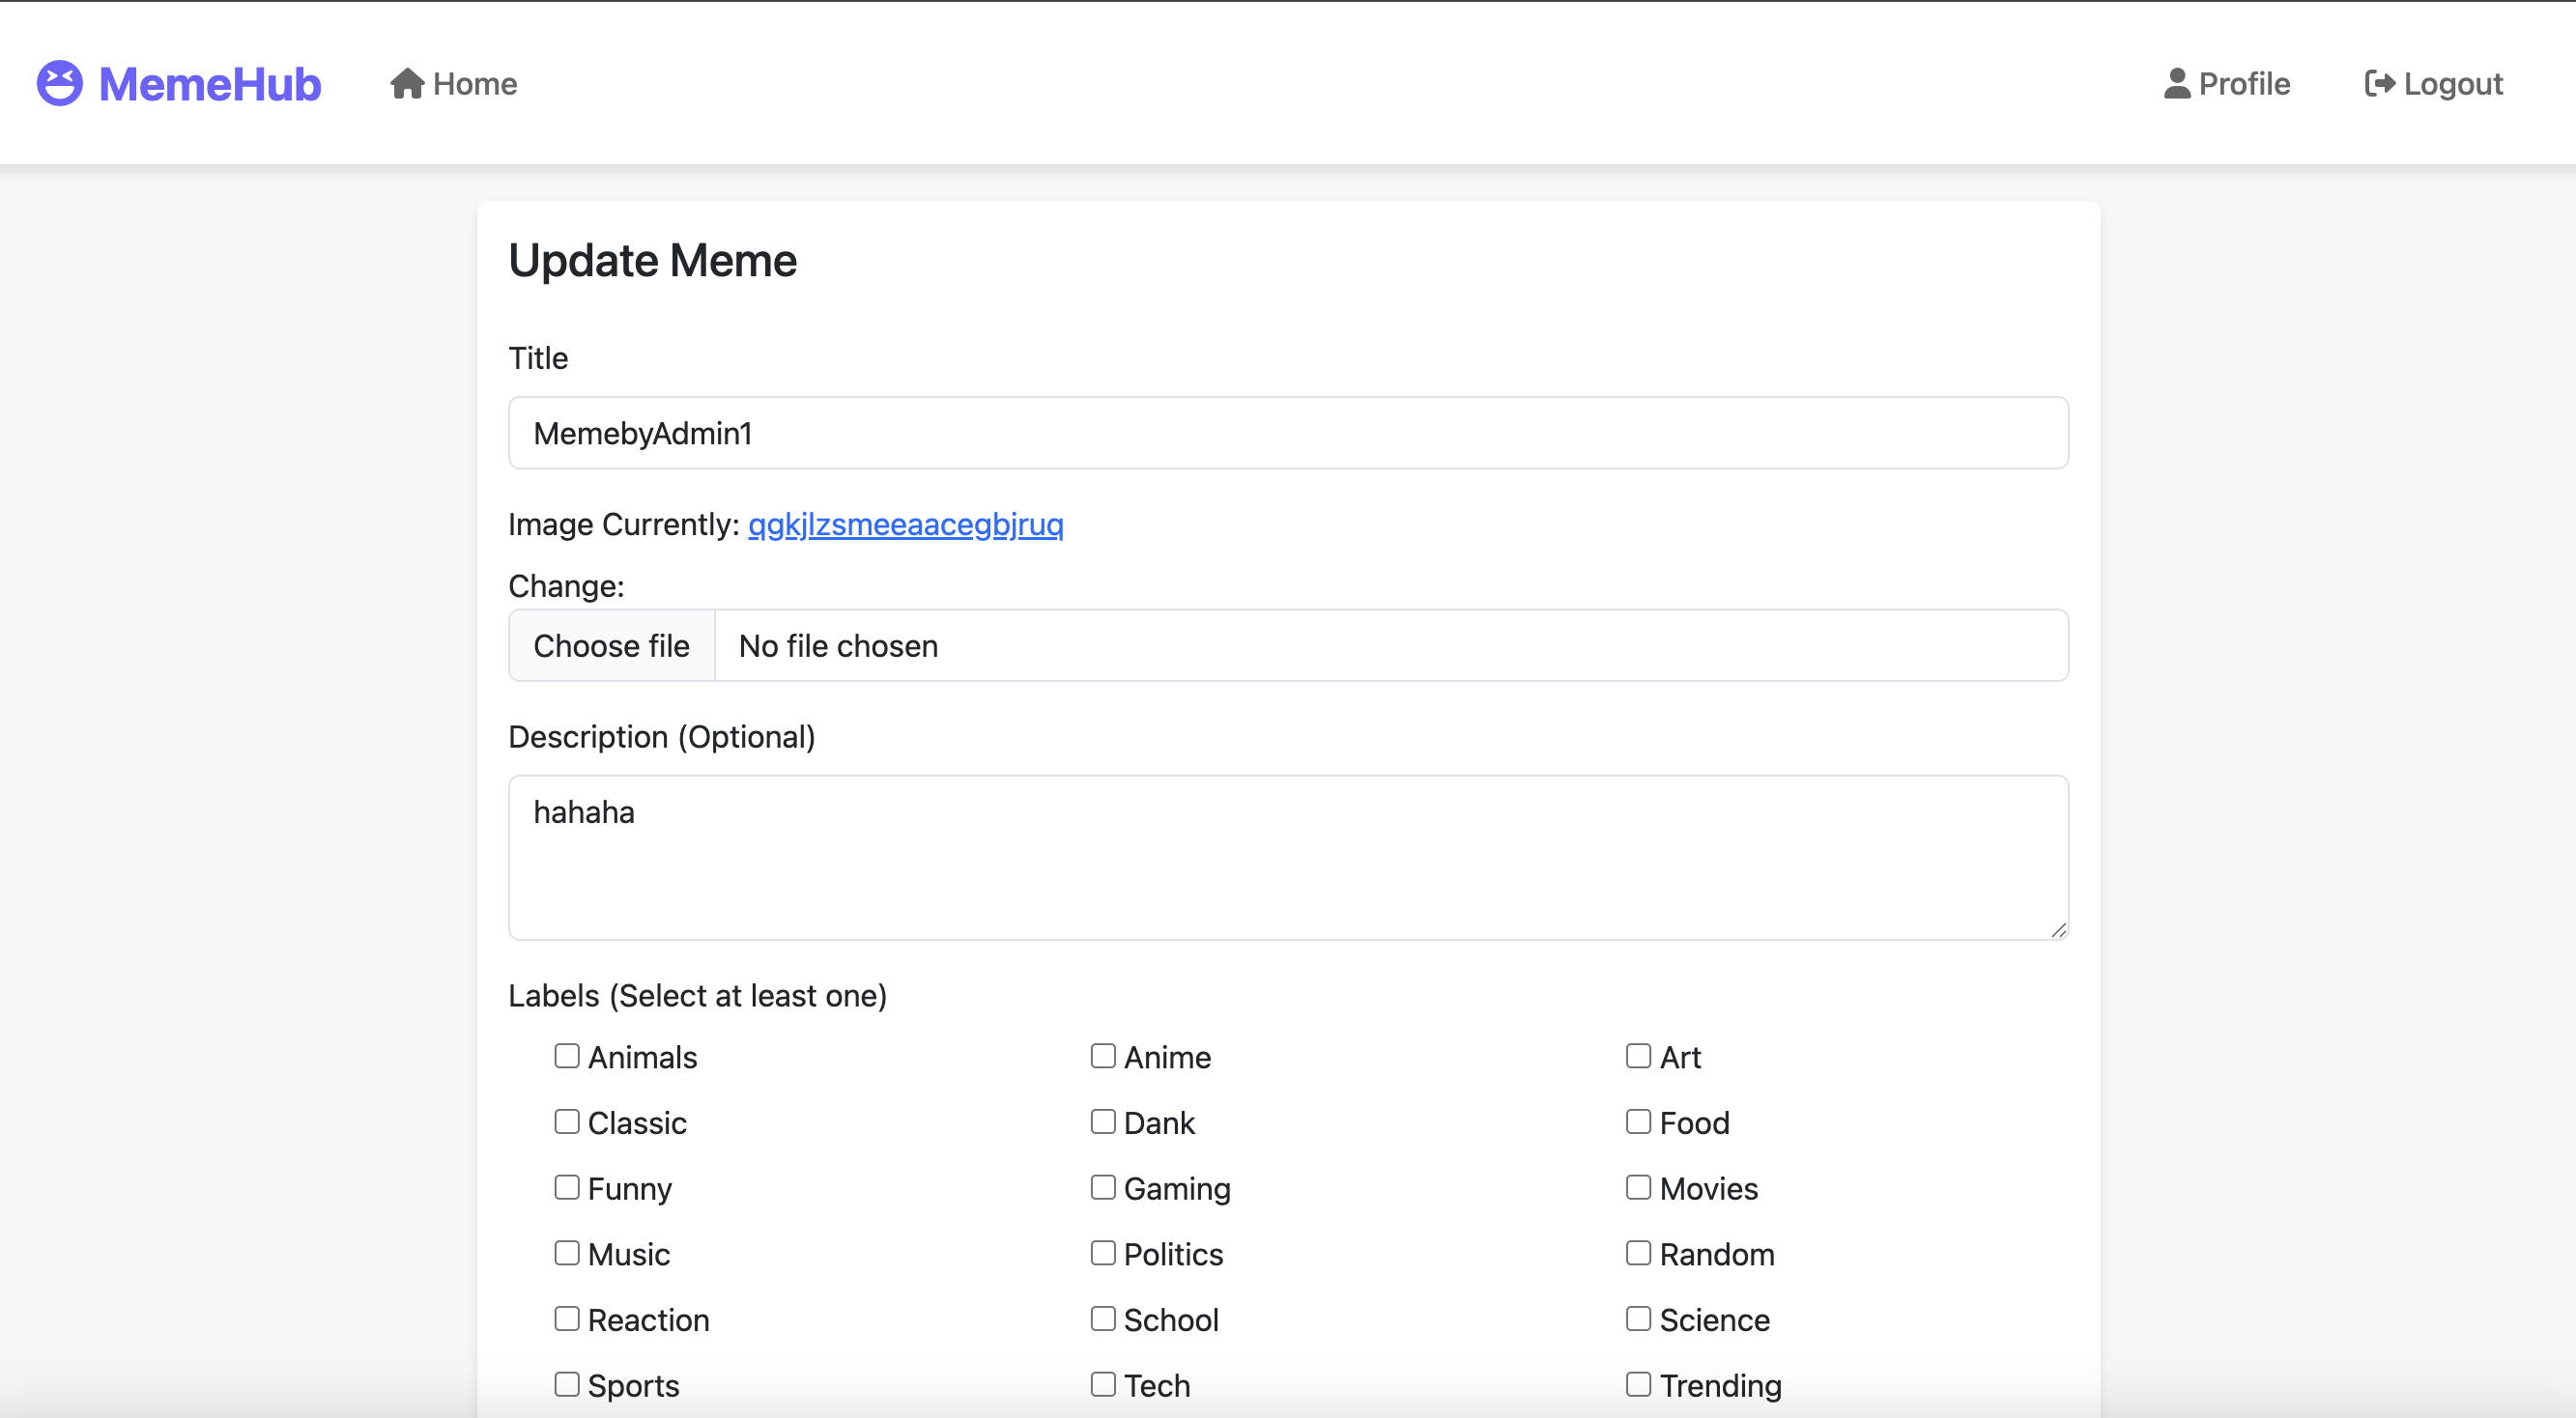 MemeHub Home Profile Logout
Update Meme
Title
MemebyAdmin1
Image Currently: qgkjlzsmeeaacegbjruq
Change:
Choose file No file chosen
Description (Optional)
hahaha
Labels (Select at least one)
Animals Anime Art
Classic Dank Food
Funny Gaming Movies
Music Politics Random
Reaction School Science
Sports Tech Trending